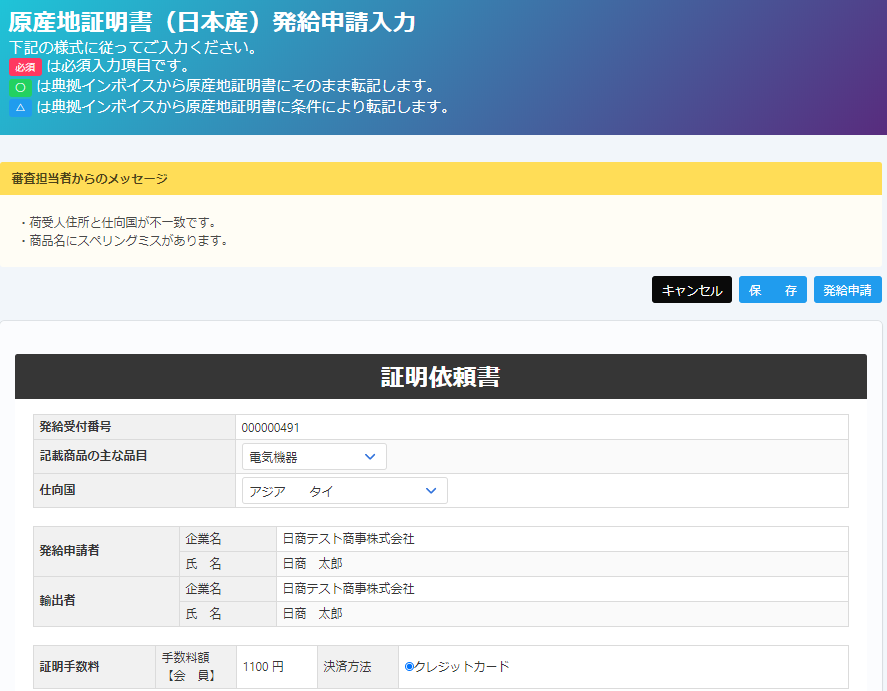 原産地証明書（日本産）発給申請入力
下記の様式に従ってご入力ください。
必須 は必須入力項目です。
○ は典拠インボイスから原産地証明書にそのまま転記します。
△ は典拠インボイスから原産地証明書に条件により転記します。
審査担当者からのメッセージ
・荷受人住所と仕向国が不一致です。
・商品名にスペリングミスがあります。
キャンセル 保　存 発給申請
証明依頼書
発給受付番号 000000491
記載商品の主な品目 電気機器
仕向国 アジア　タイ
発給申請者 企業名 日商テスト商事株式会社
氏　名 日商　太郎
輸出者 企業名 日商テスト商事株式会社
氏　名 日商　太郎
証明手数料 手数料額 1100 円 決済方法 クレジットカード
【会　員】